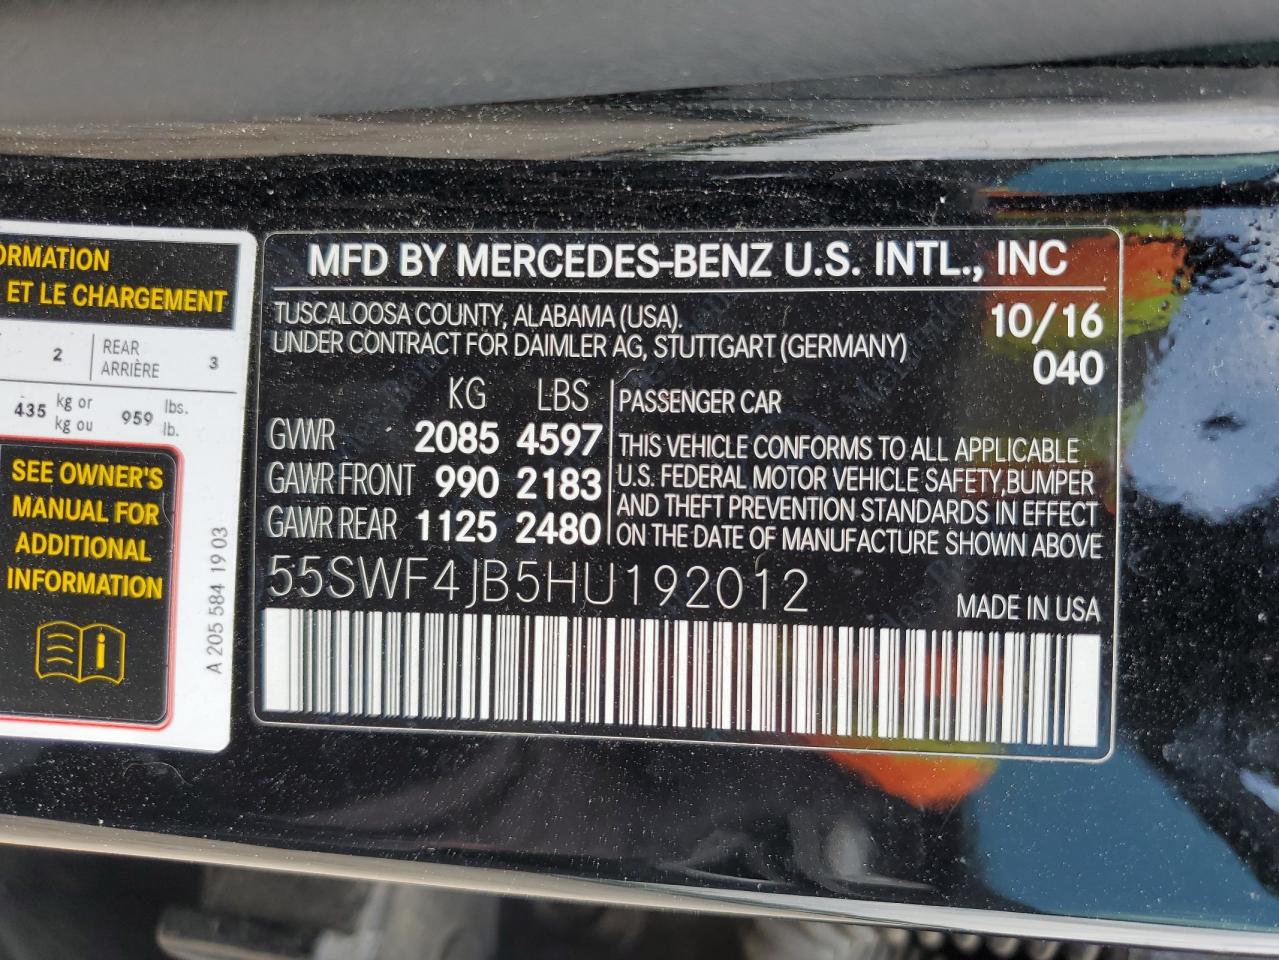 ORMATION
ET LE CHARGEMENT
2 REAR 3
ARRIÈRE
435 kg or 959 lbs.
kg ou lb.
SEE OWNER'S
MANUAL FOR
ADDITIONAL
INFORMATION
i
A 205 584 19 03
MFD BY MERCEDES-BENZ U.S. INTL., INC
TUSCALOOSA COUNTY, ALABAMA (USA). 10/16
UNDER CONTRACT FOR DAIMLER AG, STUTTGART (GERMANY) 040
KG LBS
GVWR 2085 4597
GAWR FRONT 990 2183
GAWR REAR 1125 2480
PASSENGER CAR
THIS VEHICLE CONFORMS TO ALL APPLICABLE
U.S. FEDERAL MOTOR VEHICLE SAFETY,BUMPER
AND THEFT PREVENTION STANDARDS IN EFFECT
ON THE DATE OF MANUFACTURE SHOWN ABOVE
55SWF4JB5HU192012
MADE IN USA